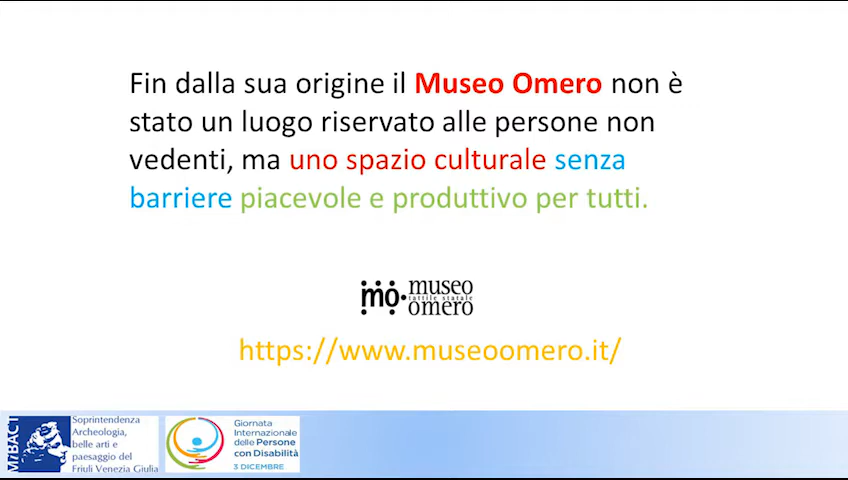 Fin dalla sua origine il Museo Omero non è
stato un luogo riservato alle persone non
vedenti, ma uno spazio culturale senza
barriere piacevole e produttivo per tutti.
mo. museo
tattile statale
omero
https://www.museoomero.it/
MiBACT
Soprintendenza
Archeologia,
belle arti e
paesaggio del
Friuli Venezia Giulia
Giornata
Internazionale
delle Persone
con Disabilità
3 DICEMBRE